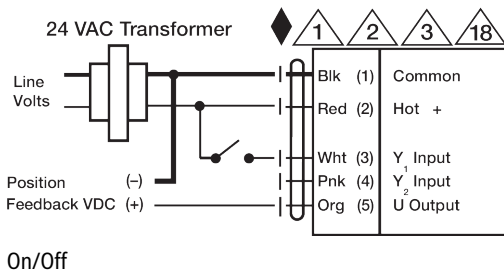 24 VAC Transformer
1 2 3 18
Line
Volts
Blk (1) Common
Red (2) Hot +
Wht (3) Y1 Input
Pnk (4) Y2 Input
Org (5) U Output
Position (–)
Feedback VDC (+)
On/Off